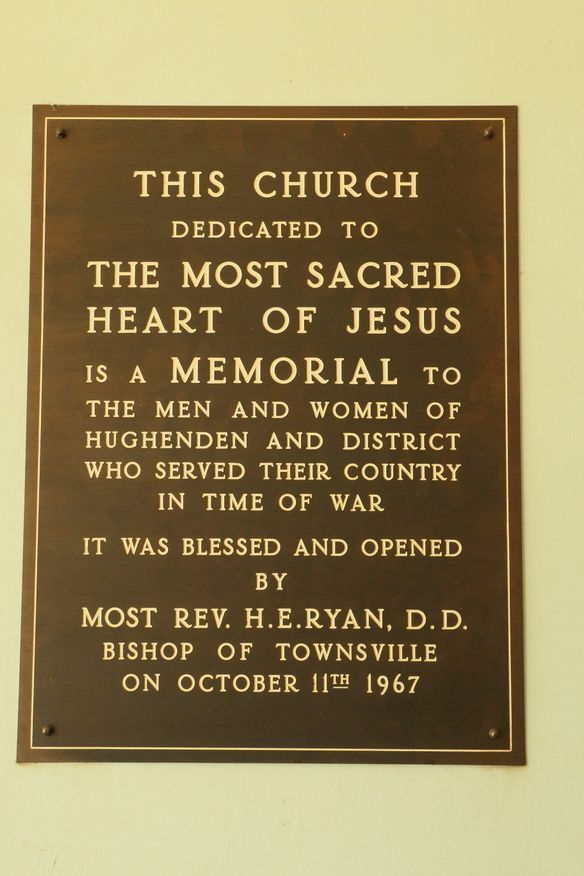 THIS CHURCH
DEDICATED TO
THE MOST SACRED
HEART OF JESUS
IS A MEMORIAL TO
THE MEN AND WOMEN OF
HUGHENDEN AND DISTRICT
WHO SERVED THEIR COUNTRY
IN TIME OF WAR
IT WAS BLESSED AND OPENED
BY
MOST REV. H.E.RYAN, D.D.
BISHOP OF TOWNSVILLE
ON OCTOBER 11TH 1967